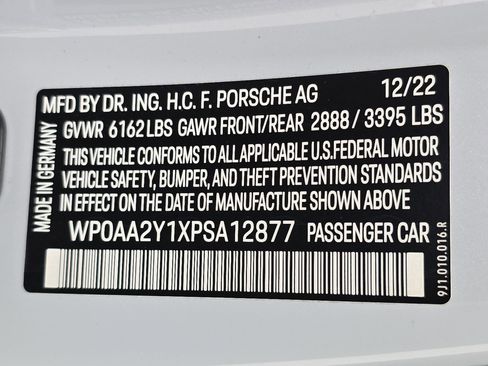 MFD BY DR. ING. H.C. F. PORSCHE AG 12/22
GVWR 6162 LBS GAWR FRONT/REAR 2888 / 3395 LBS
THIS VEHICLE CONFORMS TO ALL APPLICABLE U.S. FEDERAL MOTOR
VEHICLE SAFETY, BUMPER, AND THEFT PREVENTION STANDARDS
IN EFFECT ON THE DATE OF MANUFACTURE SHOWN ABOVE
WP0AA2Y1XPSA12877 PASSENGER CAR
MADE IN GERMANY
9J1.010.016.R